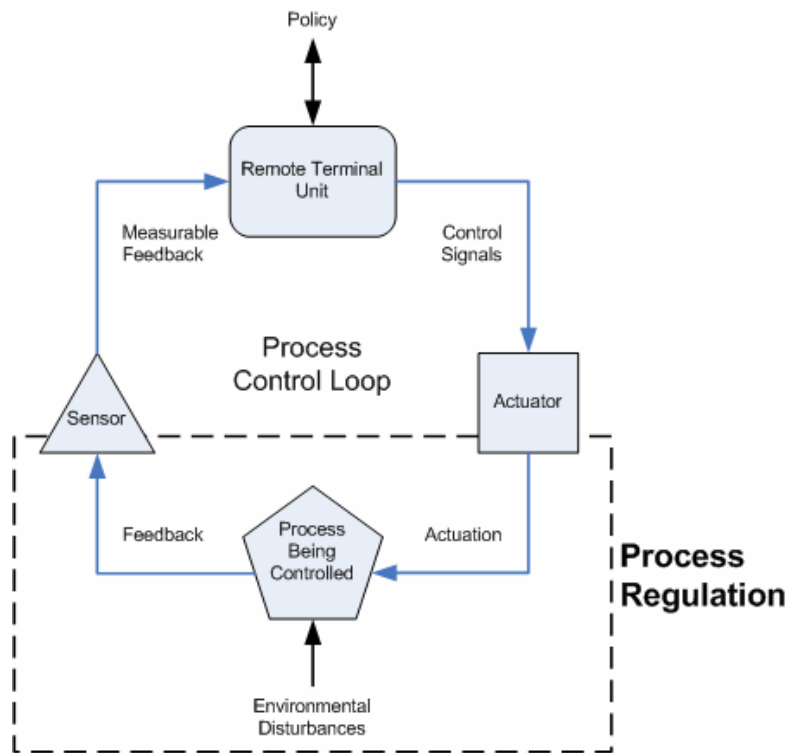 Policy
Remote Terminal
Unit
Measurable
Feedback
Control
Signals
Process
Control Loop
Sensor
Actuator
Feedback
Process
Being
Controlled
Actuation
Process
Regulation
Environmental
Disturbances